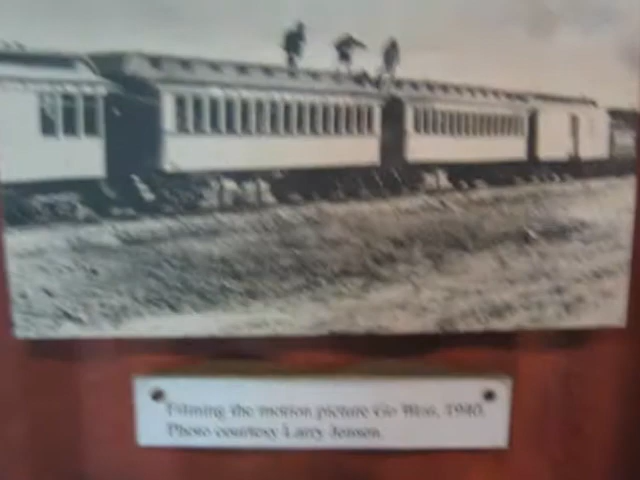 Filming the motion picture Go West, 1940.
Photo courtesy Larry Jensen.